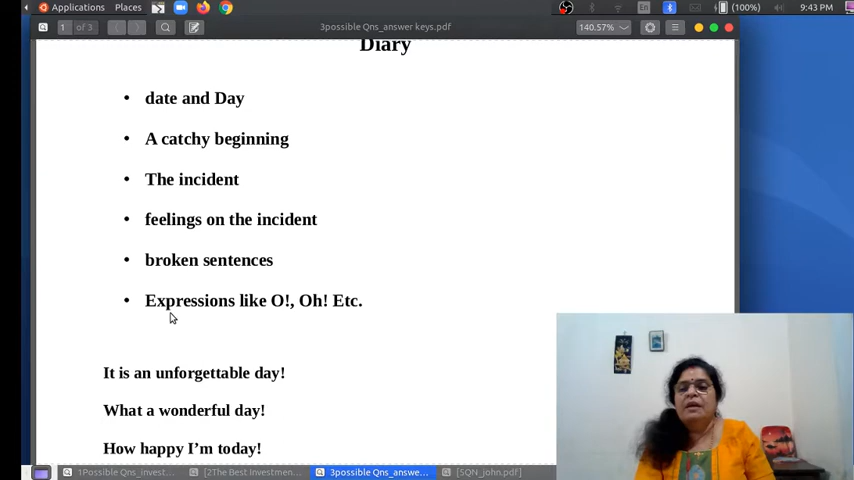 Applications Places En (100%) 9:43 PM
1 of 3 3possible Qns_answer keys.pdf 140.57%
Diary
• date and Day
• A catchy beginning
• The incident
• feelings on the incident
• broken sentences
• Expressions like O!, Oh! Etc.
It is an unforgettable day!
What a wonderful day!
How happy I'm today!
1Possible Qns_invest... [2The Best Investmen... 3possible Qns_answe... [5QN_john.pdf]